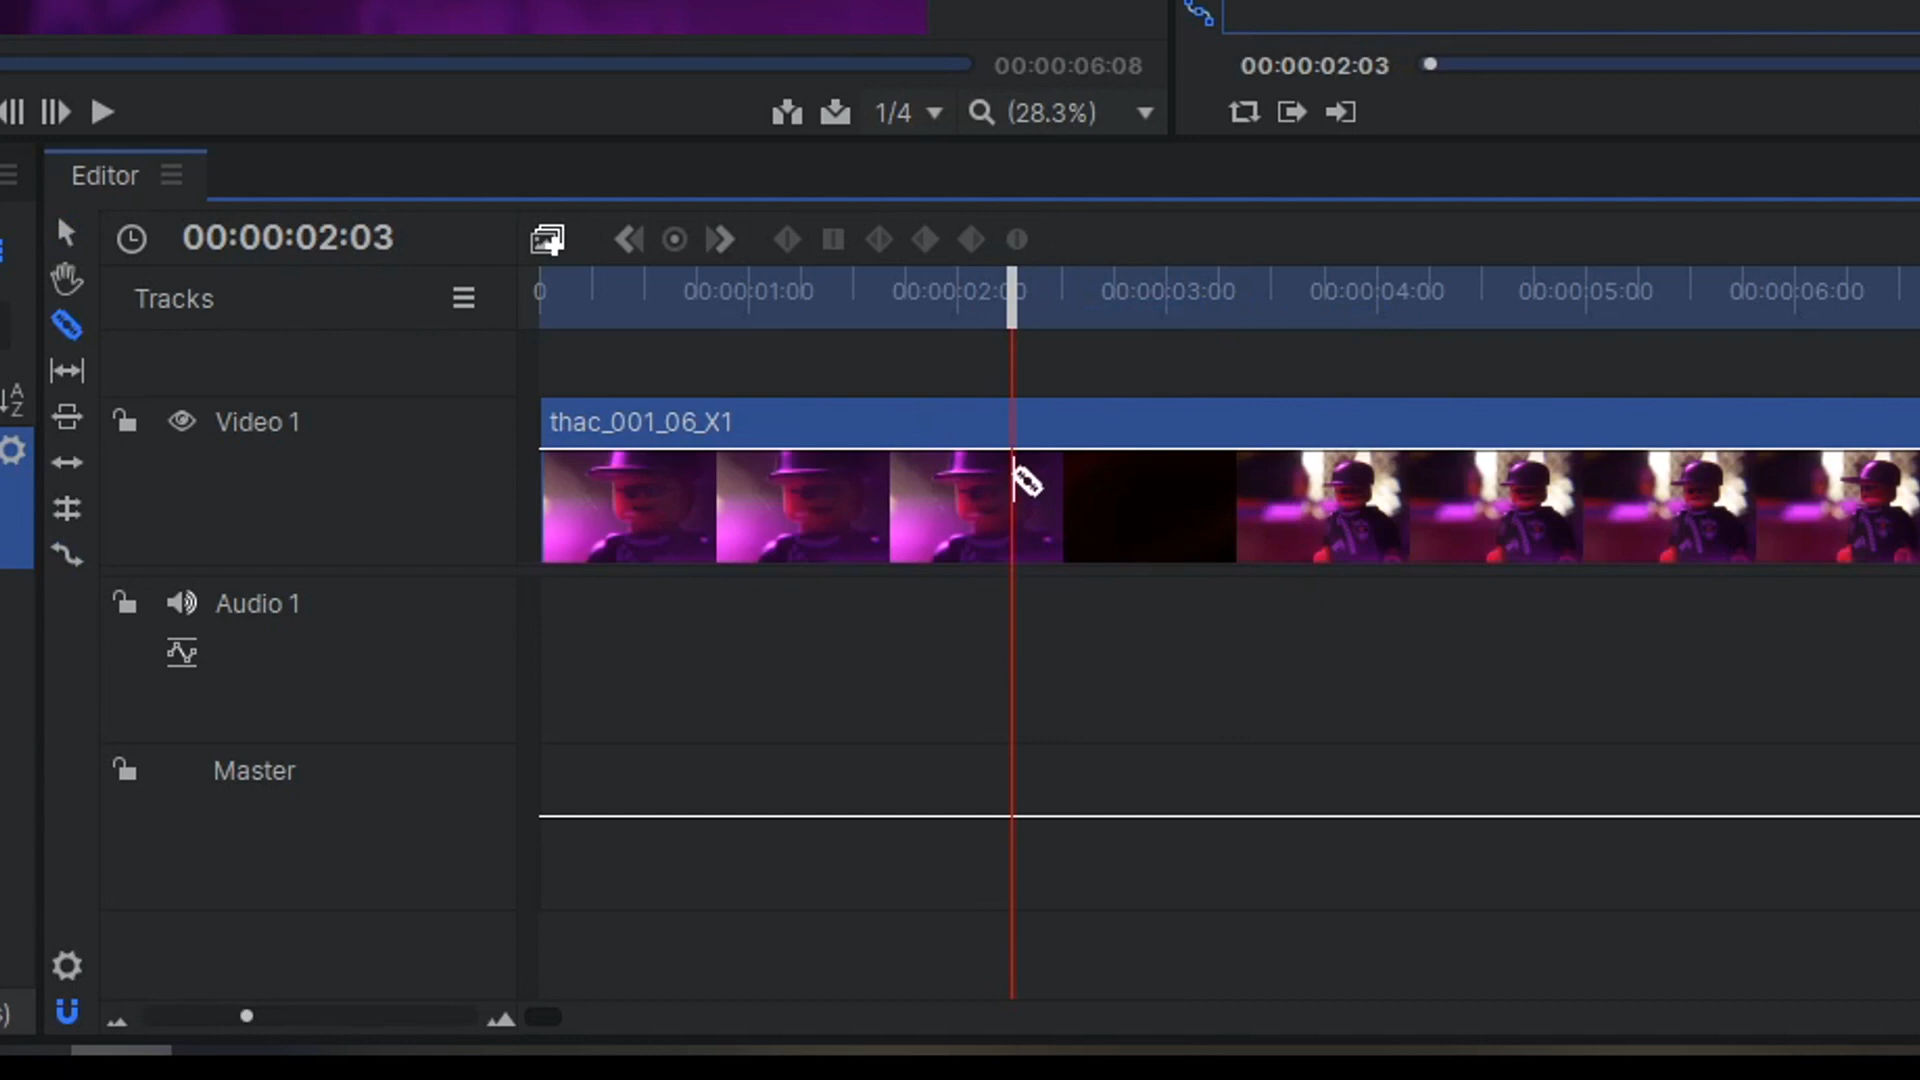 00:00:06:08
00:00:02:03
1/4
(28.3%)
Editor
00:00:02:03
Tracks
0
00:00:01:00
00:00:02:00
00:00:03:00
00:00:04:00
00:00:05:00
00:00:06:00
A
Z
Video 1
thac_001_06_X1
Audio 1
Master